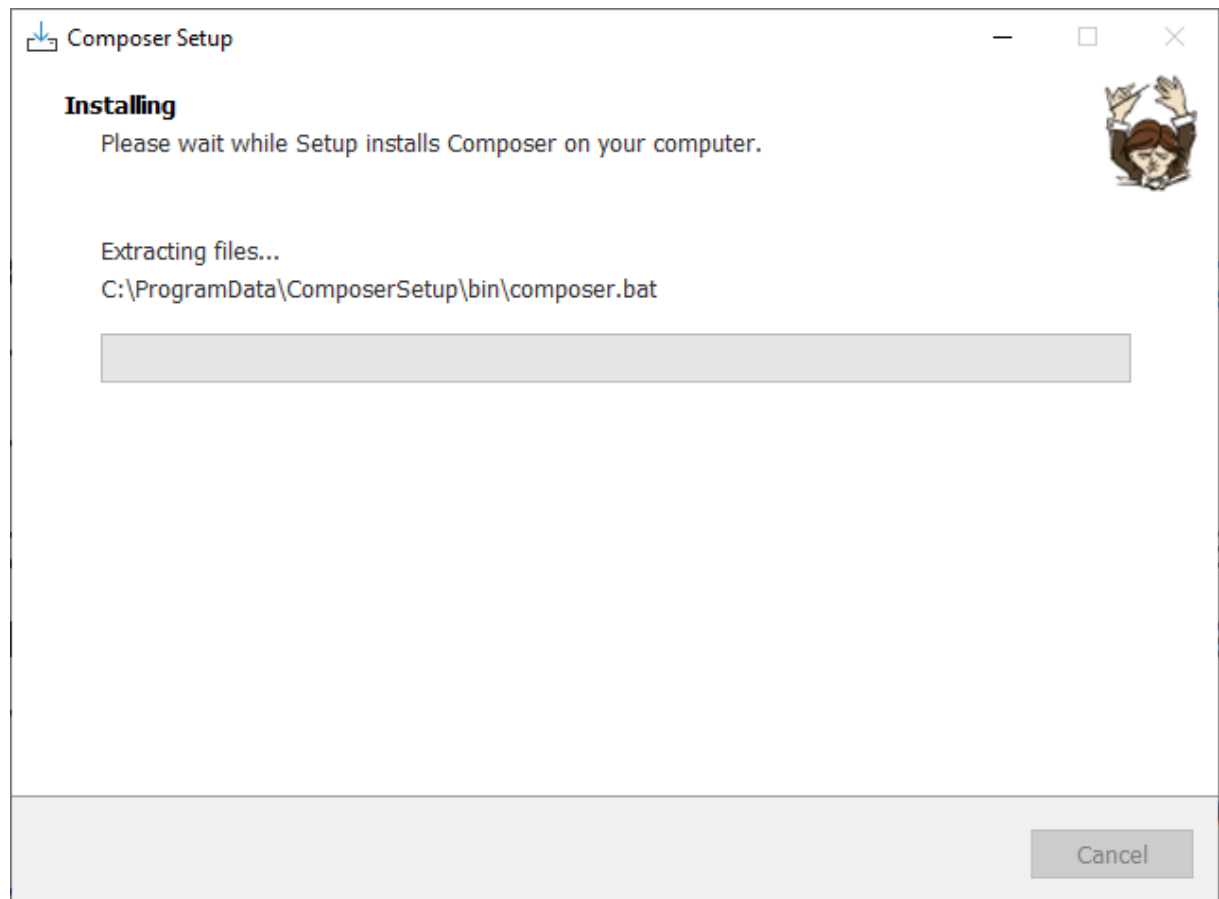 Composer Setup
Installing
Please wait while Setup installs Composer on your computer.
Extracting files...
C:\ProgramData\ComposerSetup\bin\composer.bat
Cancel